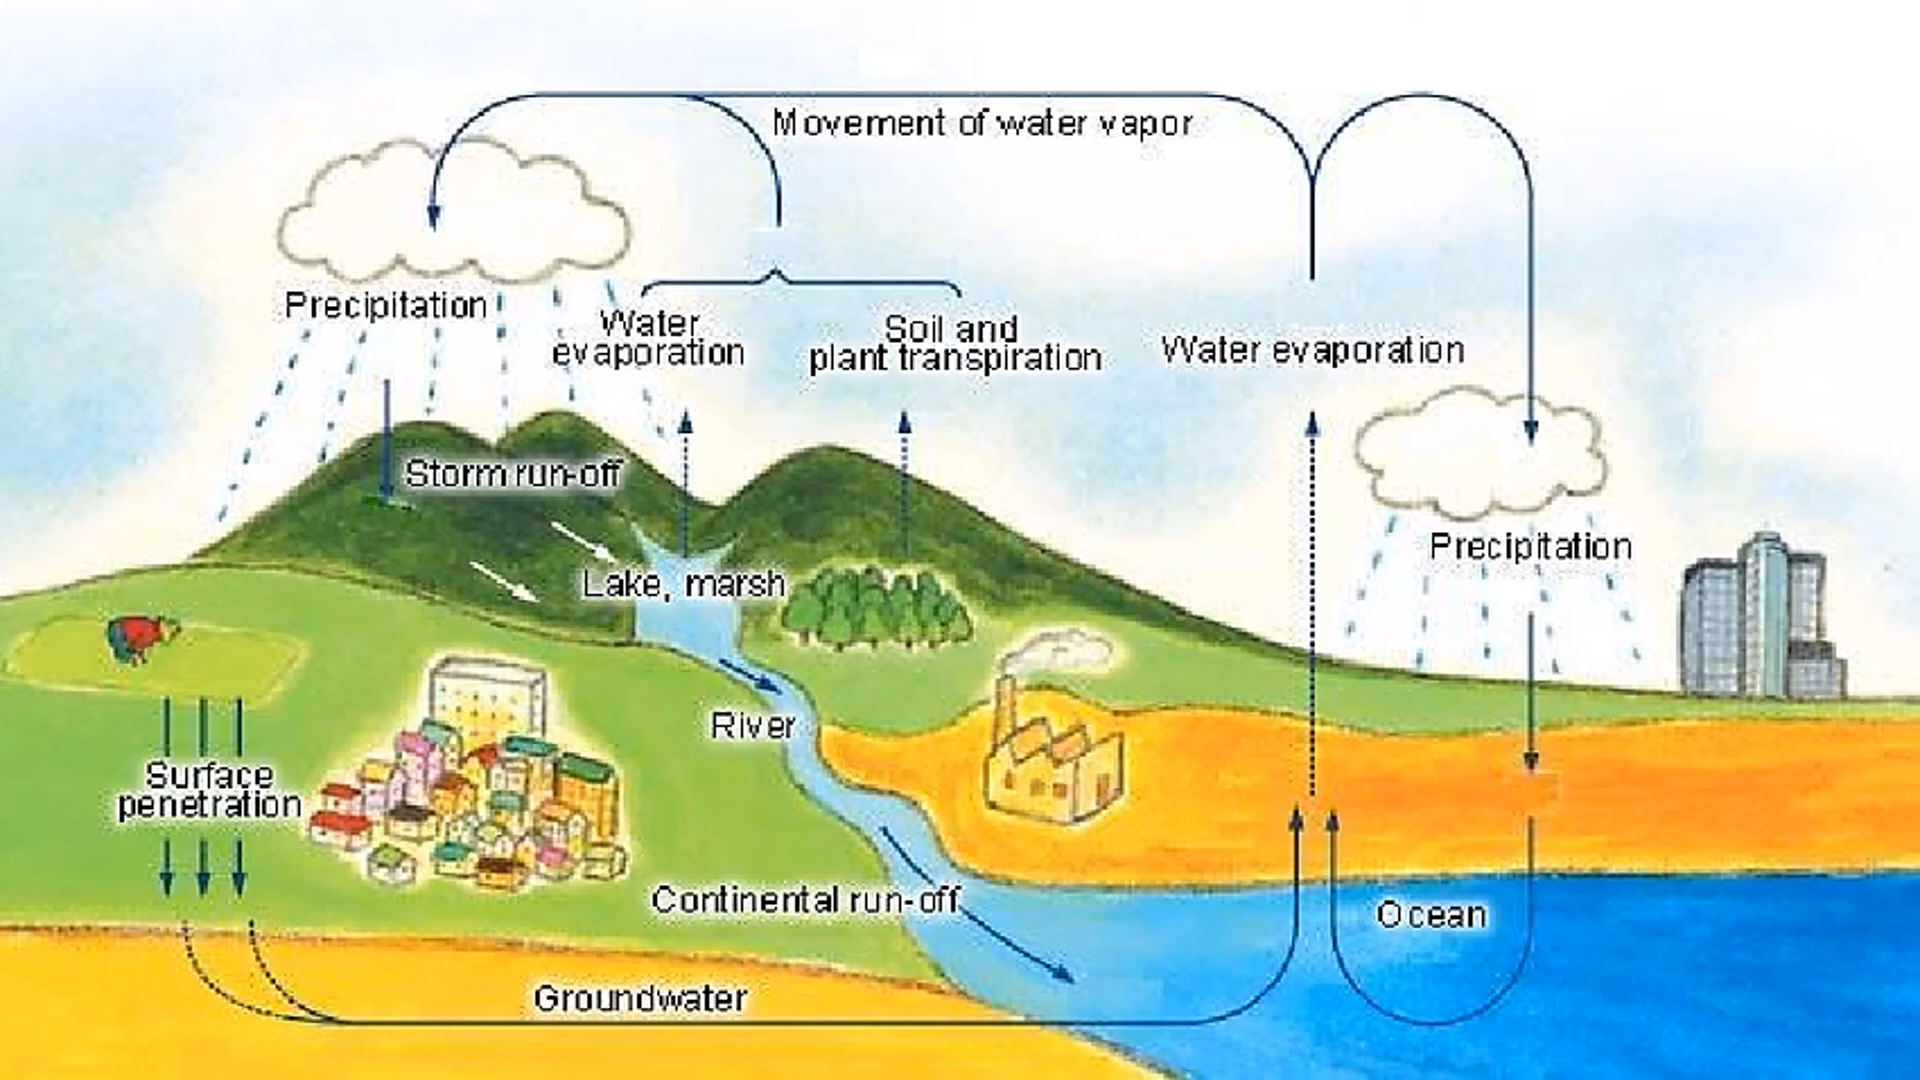 Movement of water vapor
Precipitation
Water
evaporation
Soil and
plant transpiration
Water evaporation
Storm run-off
Precipitation
Lake, marsh
River
Surface
penetration
Continental run-off
Ocean
Groundwater